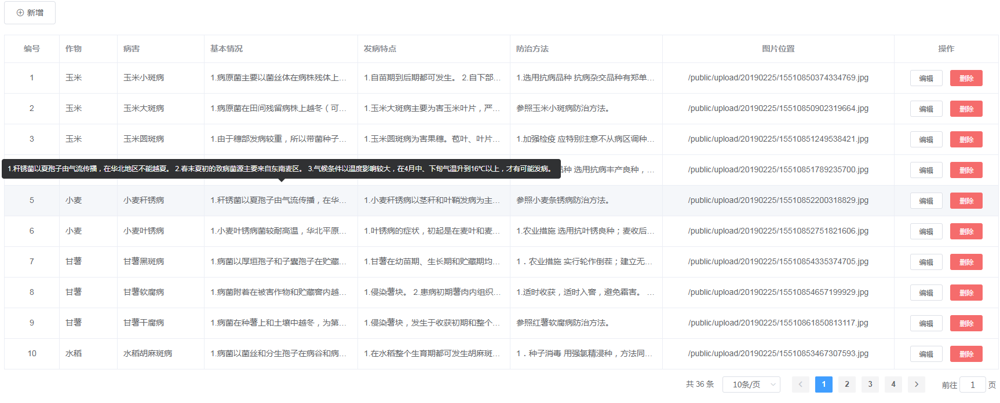 新增
编号 作物 病害 基本情况 发病特点 防治方法 图片位置 操作
1 玉米 玉米小斑病 1.病原菌主要以菌丝体在病株残体上... 1.自苗期到后期都可发生。 2.自下部... 1.选用抗病品种 抗病杂交品种有郑单... /public/upload/20190225/15510850374334769.jpg 编辑 删除
2 玉米 玉米大斑病 1.病原菌在田间残留病株上越冬（可... 1.玉米大斑病主要为害玉米叶片，严... 参照玉米小斑病防治方法。 /public/upload/20190225/15510850902319664.jpg 编辑 删除
3 玉米 玉米圆斑病 1.由于穗部发病较重，所以带菌种子... 1.玉米圆斑病为害果穗。苞叶、叶片... 1.加强检疫 应特别注意不从病区调种... /public/upload/20190225/15510851249538421.jpg 编辑 删除
1.秆锈菌以夏孢子由气流传播，在华北地区不能越夏。 2.春末夏初的致病菌源主要来自东南麦区。 3.气候条件以温度影响较大，在4月中、下旬气温升到16℃以上，才有可能发病。 品种 选用抗病丰产良种，... /public/upload/20190225/15510851789235700.jpg 编辑 删除
5 小麦 小麦秆锈病 1.秆锈菌以夏孢子由气流传播，在华... 1.小麦秆锈病以茎秆和叶鞘发病为主... 参照小麦条锈病防治方法。 /public/upload/20190225/15510852200318829.jpg 编辑 删除
6 小麦 小麦叶锈病 1.小麦叶锈病菌较耐高温，华北平原... 1.叶锈病的症状，初起是在麦叶和麦... 1.农业措施 选用抗叶锈良种；麦收后... /public/upload/20190225/15510852751821606.jpg 编辑 删除
7 甘薯 甘薯黑斑病 1.病菌以厚垣孢子和子囊孢子在贮藏... 1.甘薯在幼苗期、生长期和贮藏期均... 1．农业措施 实行轮作倒茬；建立无... /public/upload/20190225/15510854335374705.jpg 编辑 删除
8 甘薯 甘薯软腐病 1.病菌附着在被害作物和贮藏窖内越... 1.侵染薯块。 2.患病初期薯肉内组织... 1.适时收获，适时入窖，避免霜害。 ... /public/upload/20190225/15510854657199929.jpg 编辑 删除
9 甘薯 甘薯干腐病 1.病菌在种薯上和土壤中越冬，为第... 1.侵染薯块，发生于收获初期和整个... 参照红薯软腐病防治方法。 /public/upload/20190225/15510861850813117.jpg 编辑 删除
10 水稻 水稻胡麻斑病 1.病菌以菌丝和分生孢子在病谷和病... 1.在水稻整个生育期都可发生胡麻斑... 1．种子消毒 用强氯精浸种，方法同... /public/upload/20190225/15510853467307593.jpg 编辑 删除
共 36 条 10条/页 1 2 3 4 前往 1 页